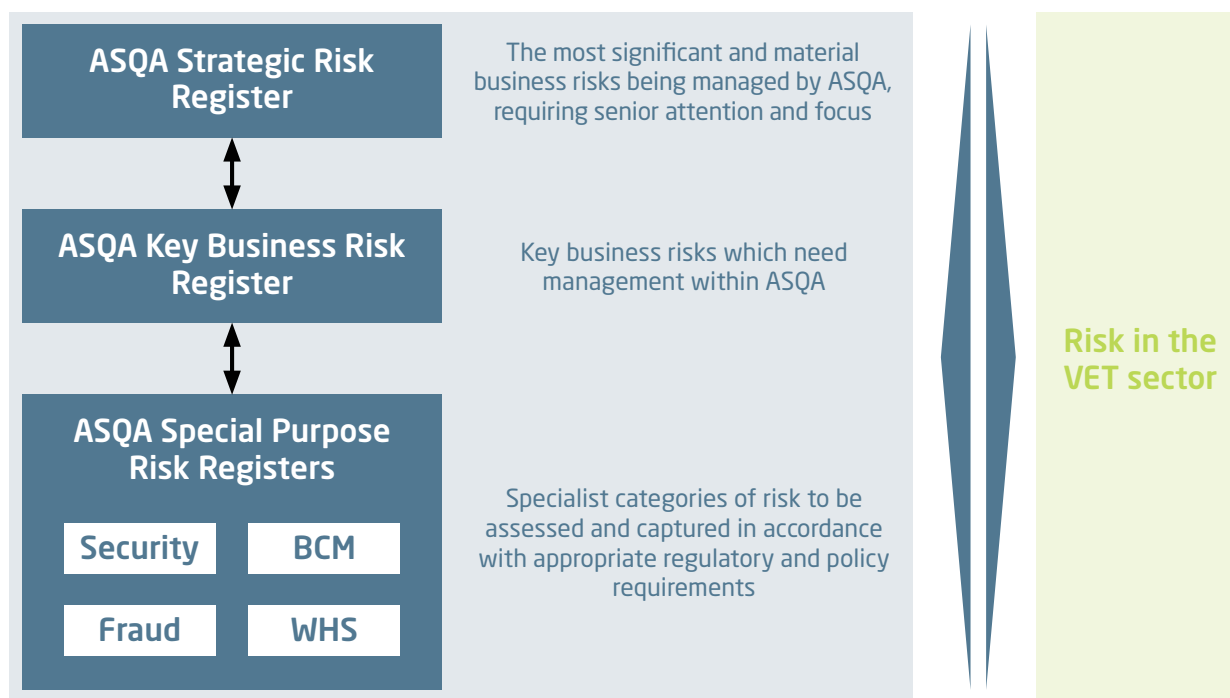 ASQA Strategic Risk
Register
The most significant and material
business risks being managed by ASQA,
requiring senior attention and focus
ASQA Key Business Risk
Register
Key business risks which need
management within ASQA
ASQA Special Purpose
Risk Registers
Security
BCM
Fraud
WHS
Specialist categories of risk to be
assessed and captured in accordance
with appropriate regulatory and policy
requirements
Risk in the
VET sector